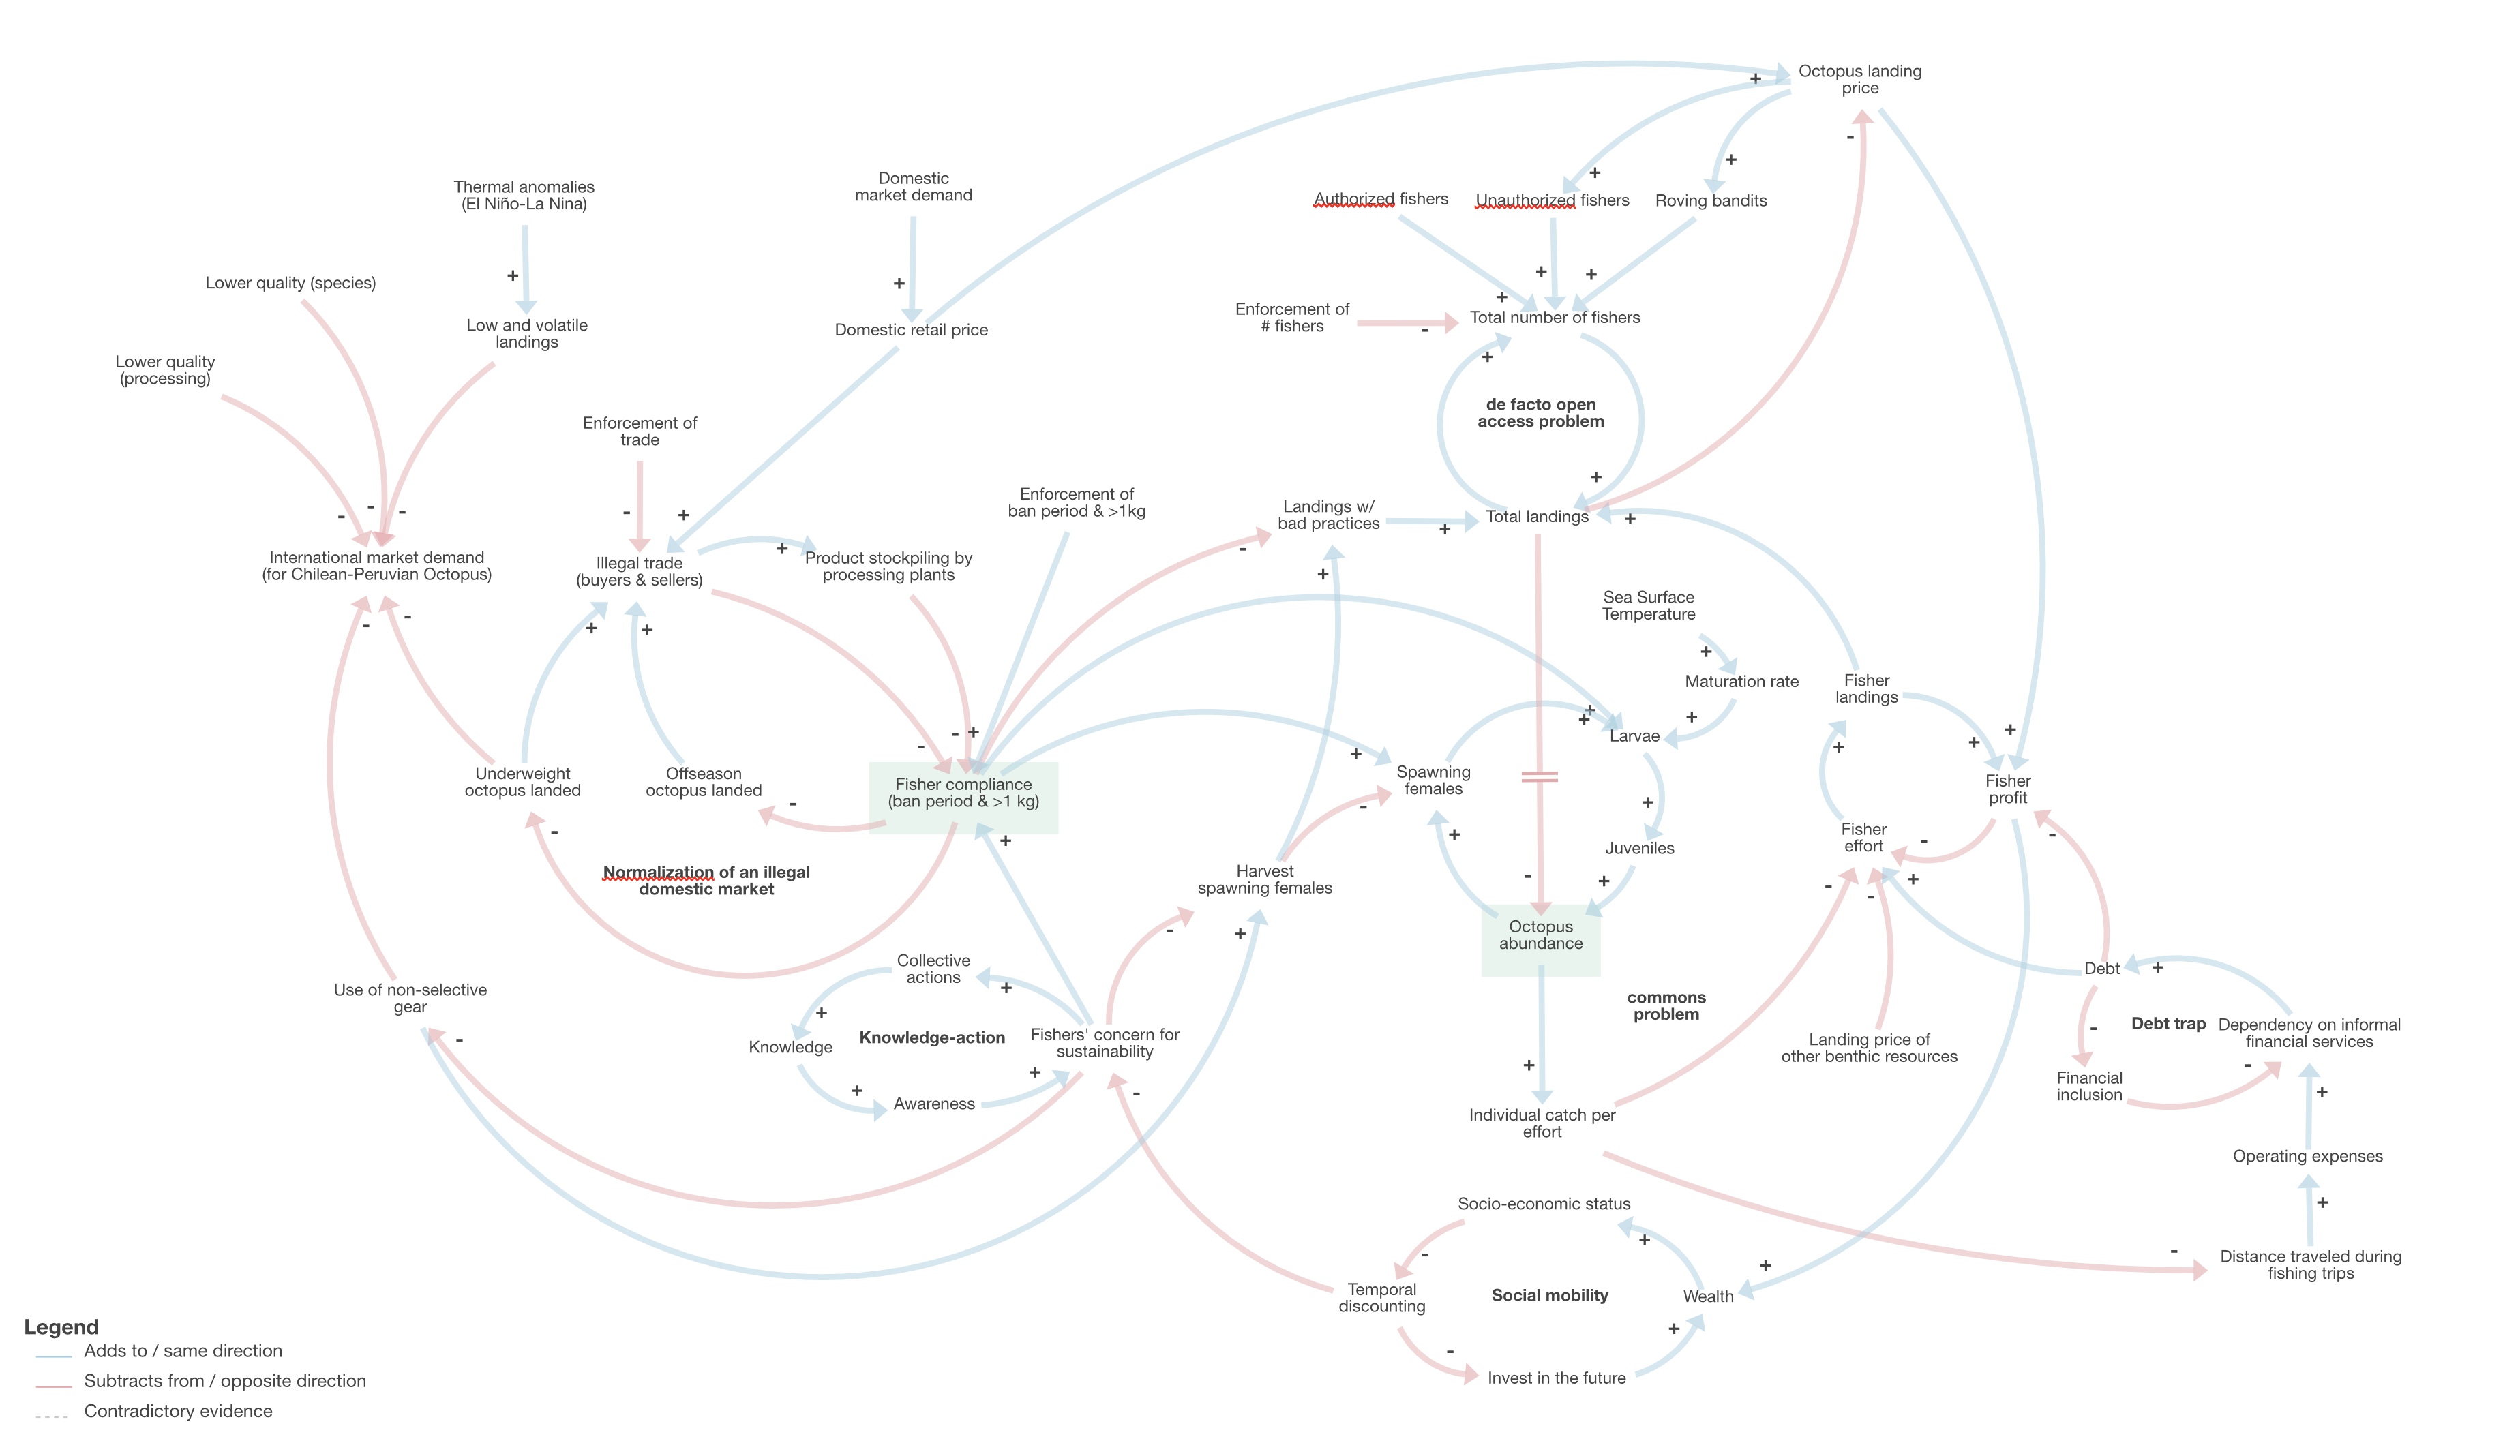 Octopus landing
price
Thermal anomalies
(El Niño-La Nina)
Domestic
market demand
Authorized fishers
Unauthorized fishers
Roving bandits
Lower quality (species)
Low and volatile
landings
Domestic retail price
Enforcement of
# fishers
Total number of fishers
Lower quality
(processing)
de facto open
access problem
Enforcement of
trade
Enforcement of
ban period & >1kg
Landings w/
bad practices
Total landings
International market demand
(for Chilean-Peruvian Octopus)
Illegal trade
(buyers & sellers)
Product stockpiling by
processing plants
Sea Surface
Temperature
Maturation rate
Fisher
landings
Larvae
Underweight
octopus landed
Offseason
octopus landed
Fisher compliance
(ban period & >1 kg)
Spawning
females
Fisher
profit
Fisher
effort
Juveniles
Normalization of an illegal
domestic market
Harvest
spawning females
Octopus
abundance
Collective
actions
Debt
Use of non-selective
gear
commons
problem
Knowledge
Knowledge-action
Fishers' concern for
sustainability
Landing price of
other benthic resources
Debt trap
Dependency on informal
financial services
Financial
inclusion
Awareness
Individual catch per
effort
Operating expenses
Socio-economic status
Distance traveled during
fishing trips
Temporal
discounting
Social mobility
Wealth
Invest in the future
Legend
Adds to / same direction
Subtracts from / opposite direction
Contradictory evidence